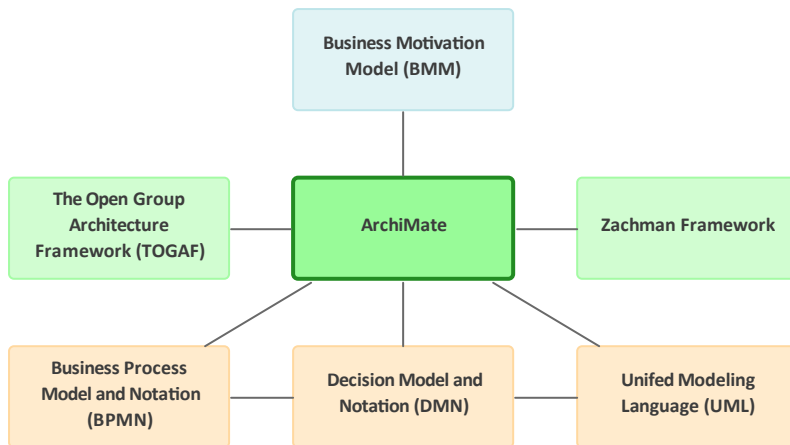 Business Motivation
Model (BMM)
The Open Group
Architecture
Framework (TOGAF)
ArchiMate
Zachman Framework
Business Process
Model and Notation
(BPMN)
Decision Model and
Notation (DMN)
Unifed Modeling
Language (UML)